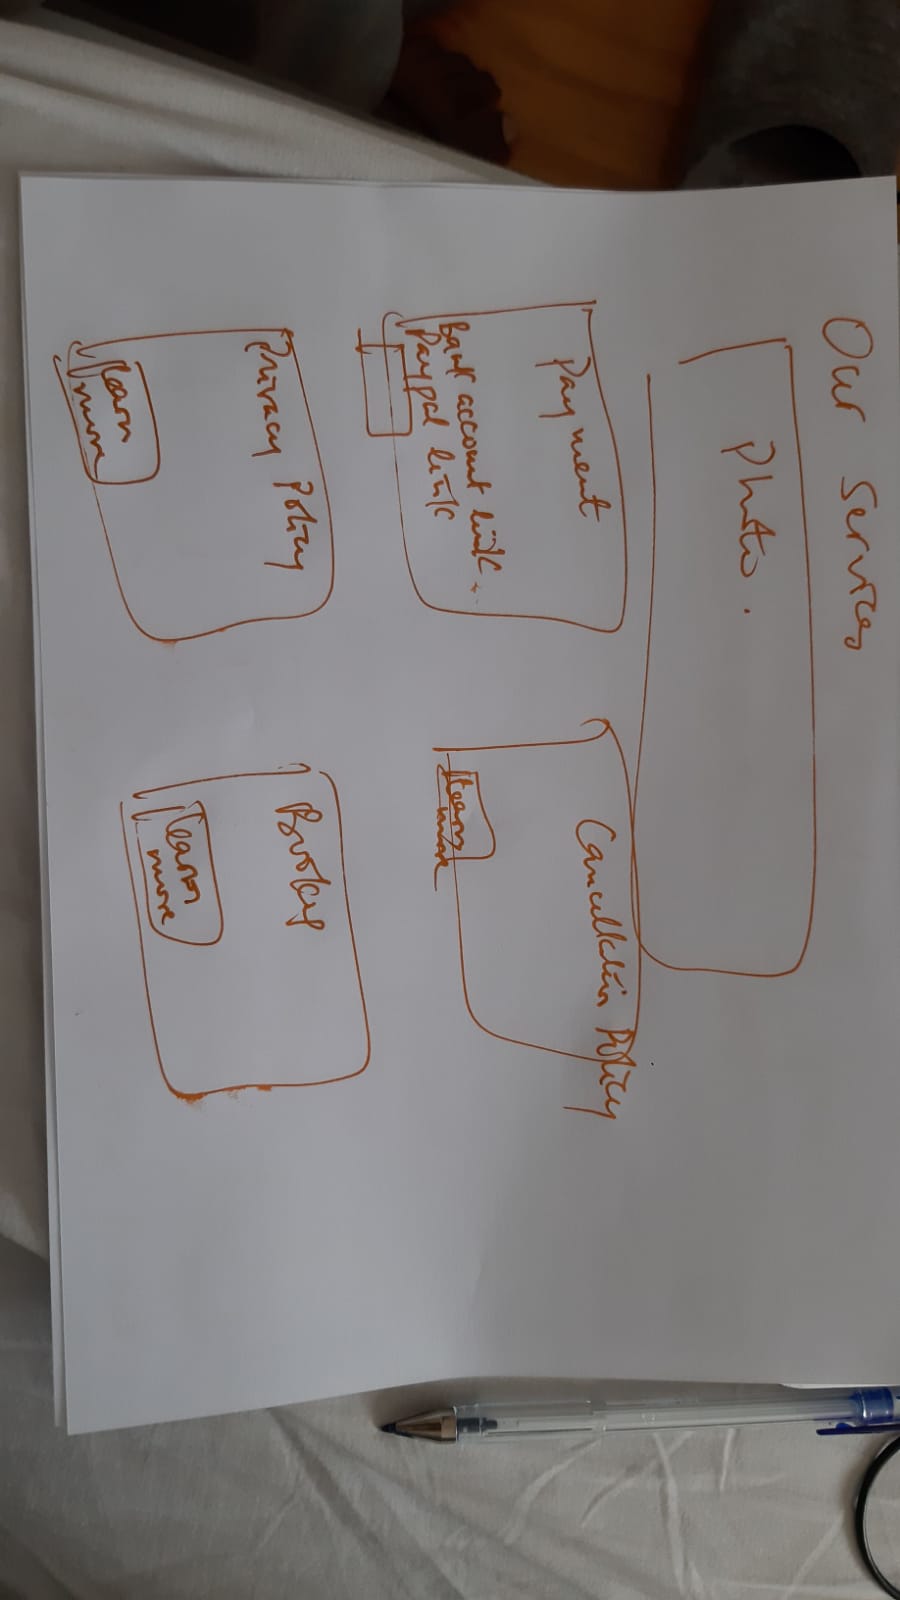 Our Services
Photo.
Payment
Bank account link
Paypal link
Cancellation Policy
learn
more
Privacy Policy
learn
more
learn
more